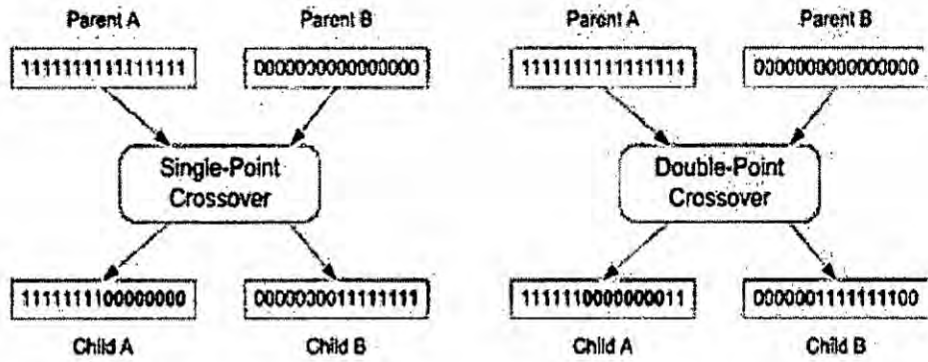 Parent A
Parent B
Parent A
Parent B
1111111111111111
0000000000000000
1111111111111111
0000000000000000
Single-Point
Crossover
Double-Point
Crossover
1111111100000000
0000000011111111
1111110000000011
0000001111111100
Child A
Child B
Child A
Child B